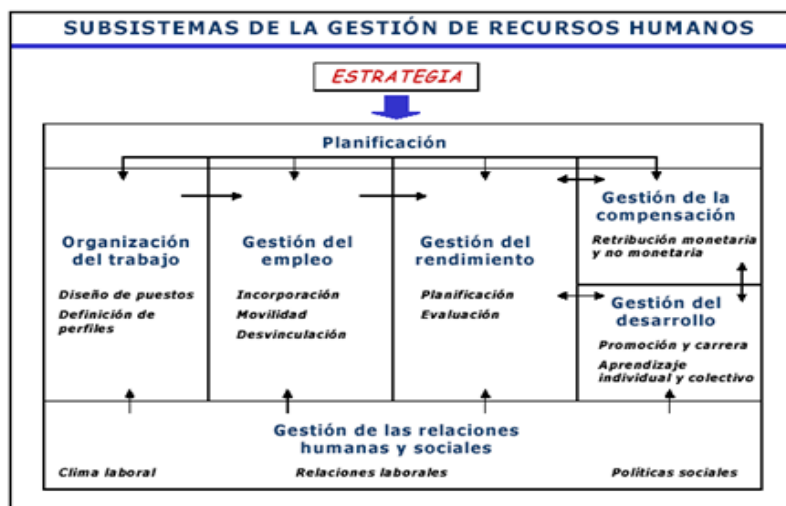 SUBSISTEMAS DE LA GESTIÓN DE RECURSOS HUMANOS
ESTRATEGIA
Planificación
Organización
del trabajo
Diseño de puestos
Definición de
perfiles
Gestión del
empleo
Incorporación
Movilidad
Desvinculación
Gestión del
rendimiento
Planificación
Evaluación
Gestión de la
compensación
Retribución monetaria
y no monetaria
Gestión del
desarrollo
Promoción y carrera
Aprendizaje
individual y colectivo
Gestión de las relaciones
humanas y sociales
Clima laboral
Relaciones laborales
Políticas sociales